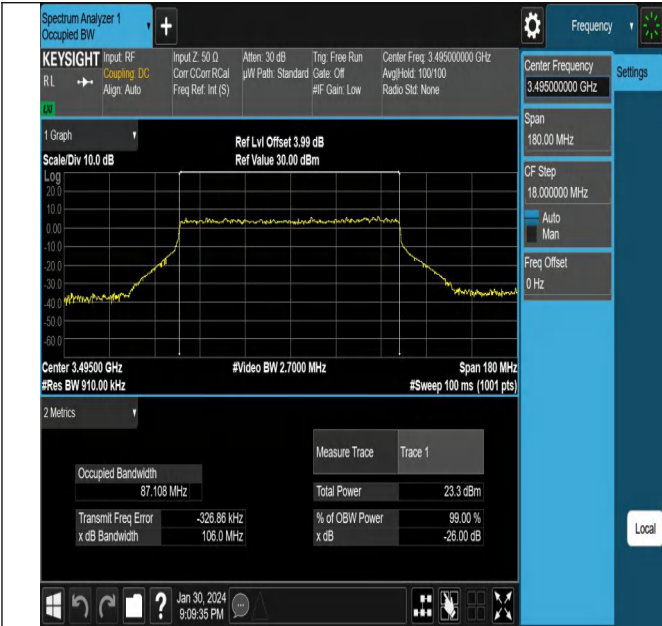 Spectrum Analyzer 1
Occupied BW
+
Frequency
KEYSIGHT
RL
LXI
Input: RF
Coupling: DC
Align: Auto
Input Z: 50 Ω
Corr CCorr RCal
Freq Ref: Int (S)
Atten: 30 dB
µW Path: Standard
Trig: Free Run
Gate: Off
#IF Gain: Low
Center Freq: 3.495000000 GHz
Avg|Hold: 100/100
Radio Std: None
Center Frequency
3.495000000 GHz
Settings
Span
180.00 MHz
CF Step
18.000000 MHz
Auto
Man
Freq Offset
0 Hz
1 Graph
Scale/Div 10.0 dB
Ref Lvl Offset 3.99 dB
Ref Value 30.00 dBm
Log
20.0
10.0
0.00
-10.0
-20.0
-30.0
-40.0
-50.0
-60.0
Center 3.49500 GHz
#Video BW 2.7000 MHz
Span 180 MHz
#Res BW 910.00 kHz
#Sweep 100 ms (1001 pts)
2 Metrics
Measure Trace
Trace 1
Occupied Bandwidth
87.108 MHz
Total Power
23.3 dBm
Transmit Freq Error
-326.86 kHz
% of OBW Power
99.00 %
x dB Bandwidth
106.0 MHz
x dB
-26.00 dB
Local
?
Jan 30, 2024
9:09:35 PM